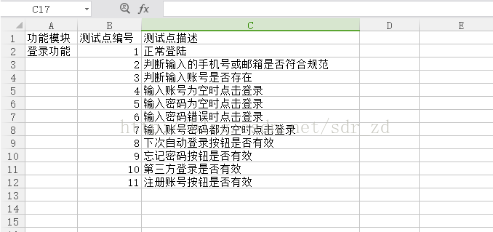 C17 fx
A B C D E
1 功能模块 测试点编号 测试点描述
2 登录功能 1 正常登陆
3 2 判断输入的手机号或邮箱是否符合规范
4 3 判断输入账号是否存在
5 4 输入账号为空时点击登录
6 5 输入密码为空时点击登录
7 6 输入密码错误时点击登录
8 7 输入账号密码都为空时点击登录
9 8 下次自动登录按钮是否有效
10 9 忘记密码按钮是否有效
11 10 第三方登录是否有效
12 11 注册账号按钮是否有效
13
14
15